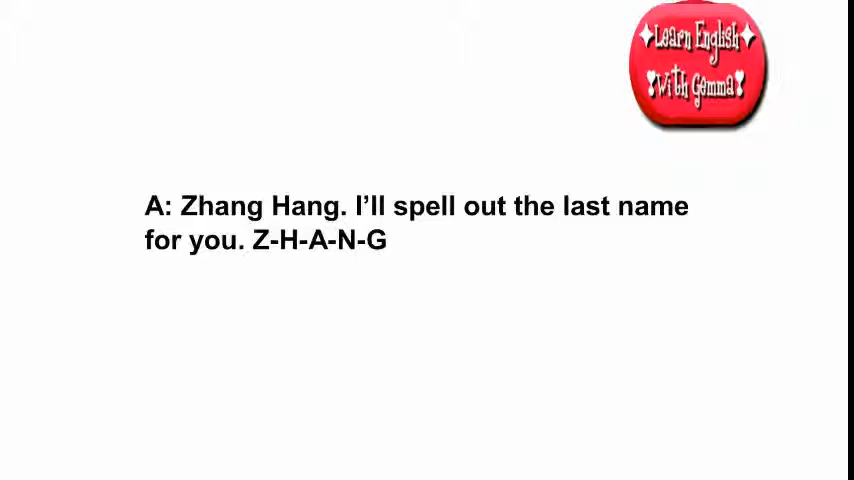 Learn English
With Gemma
A: Zhang Hang. I’ll spell out the last name
for you. Z-H-A-N-G